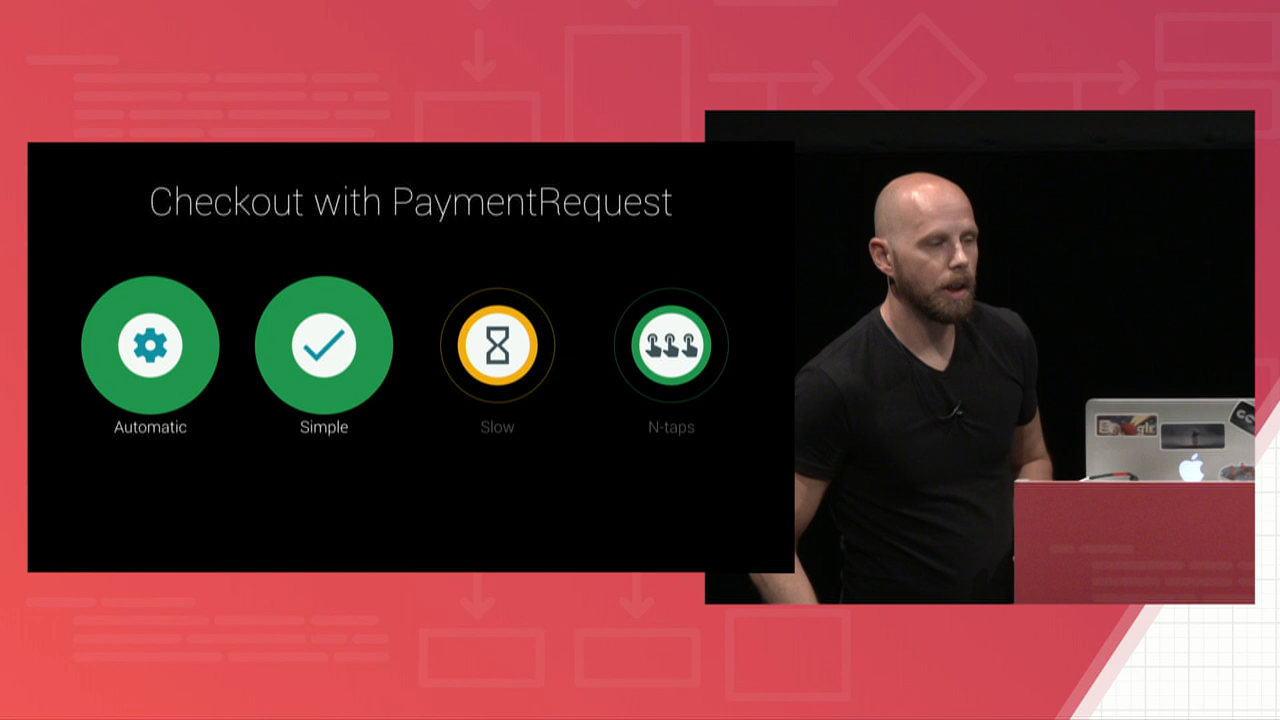 Checkout with PaymentRequest
Automatic
Simple
Slow
N-taps